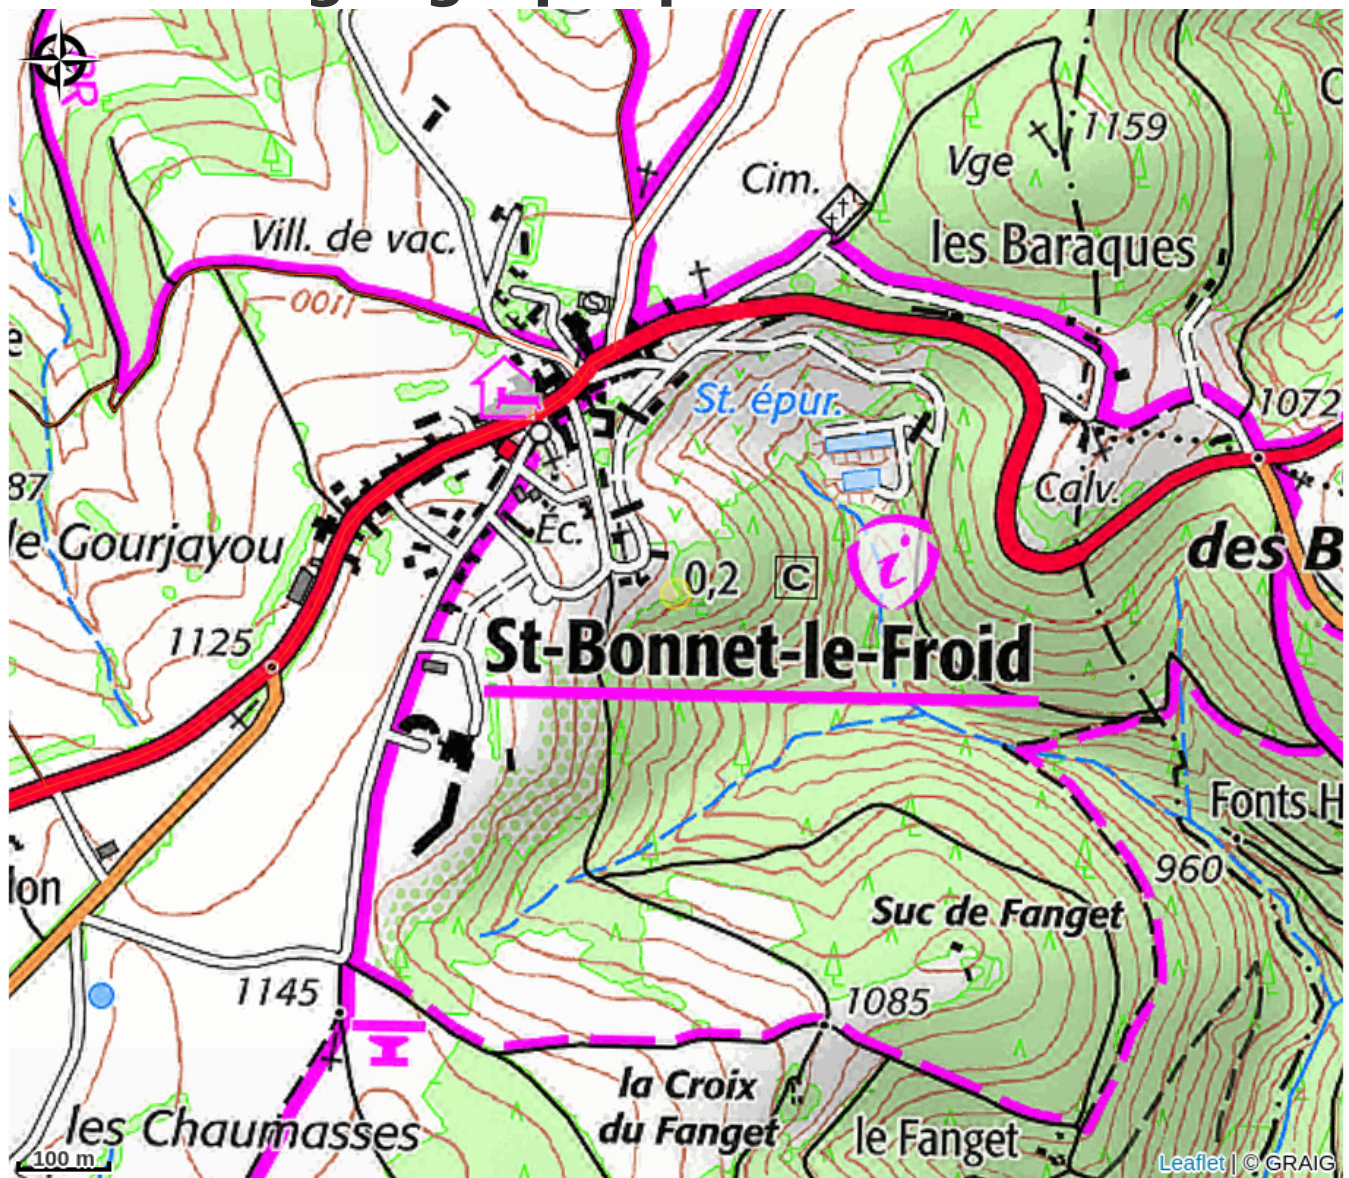 GR
1159
Vge
Cim.
les Baraques
Vill. de vac.
1100
St. épur.
1072
87
Calv.
le Gourjayou
Éc.
des B
0,2
C
i
1125
St-Bonnet-le-Froid
Fonts H
960
lon
Suc de Fanget
1145
1085
la Croix
du Fanget
les Chaumasses
le Fanget
100 m
Leaflet | © GRAIG